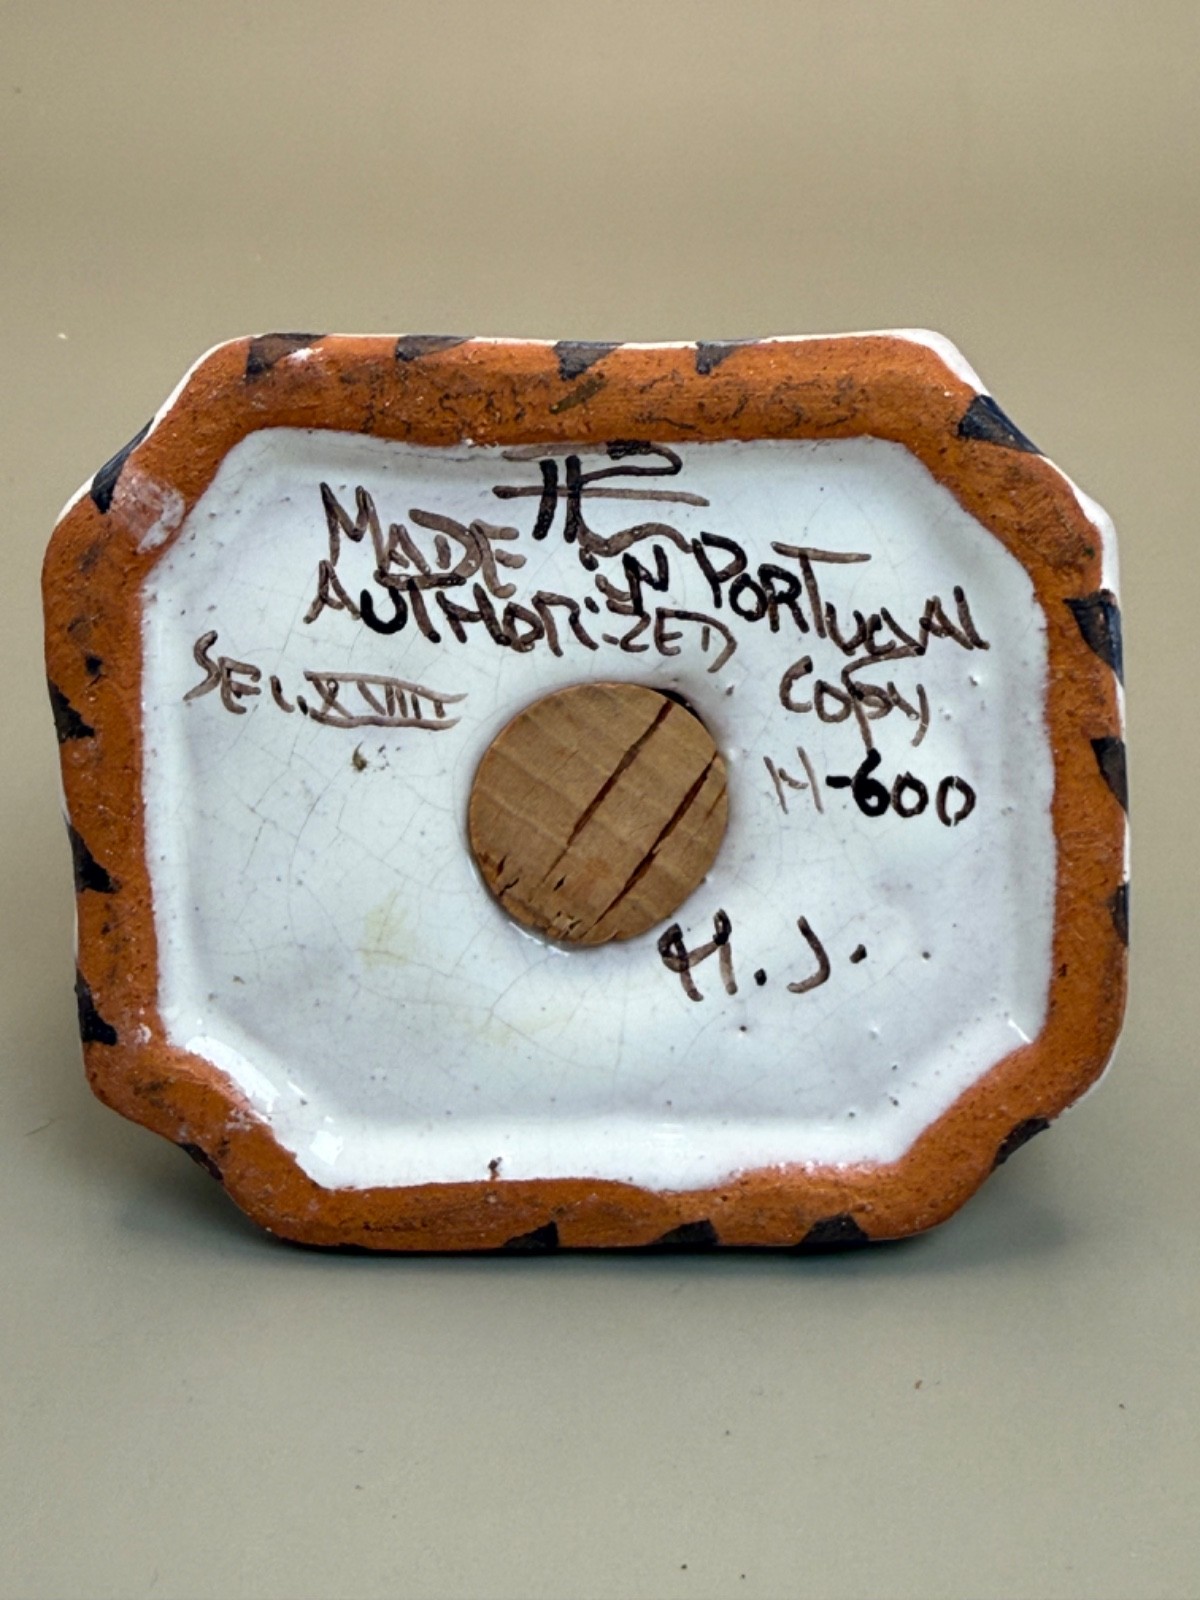 MADE IN PORTUGAL
AUTHORIZED COPY
SEC. XVIII
H-600
H. J.